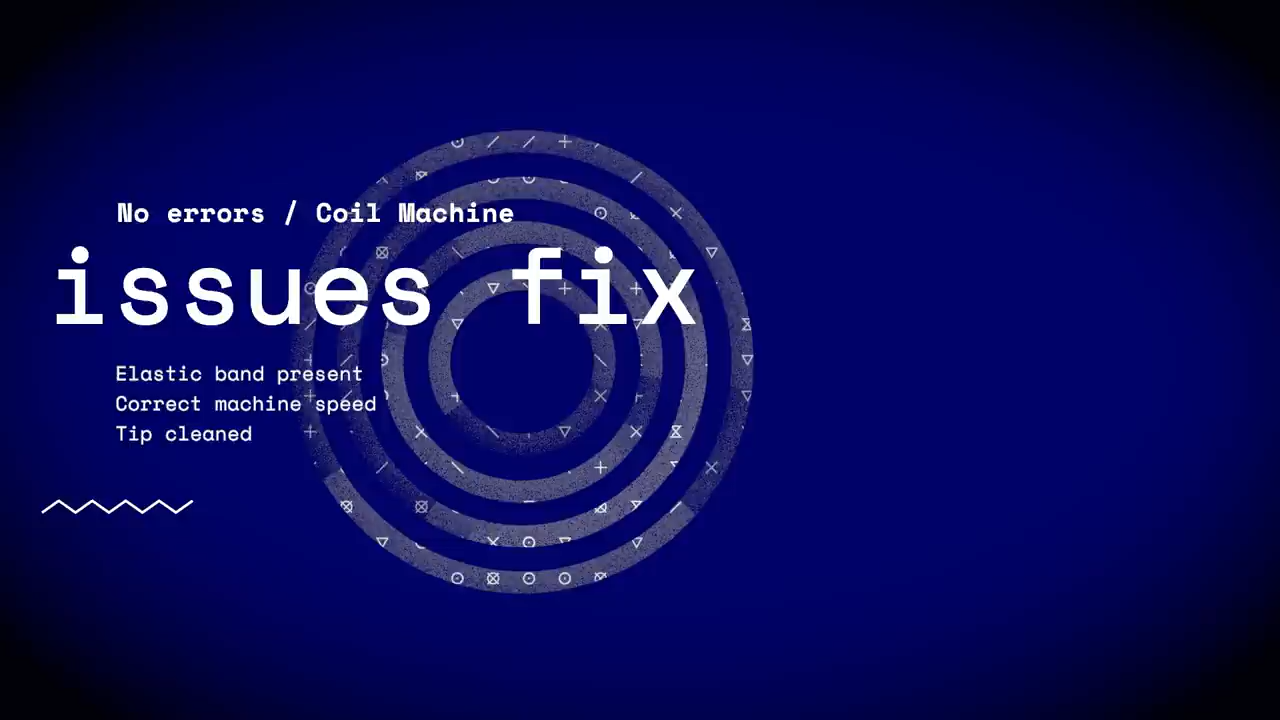 No errors / Coil Machine
issues fix
Elastic band present
Correct machine speed
Tip cleaned